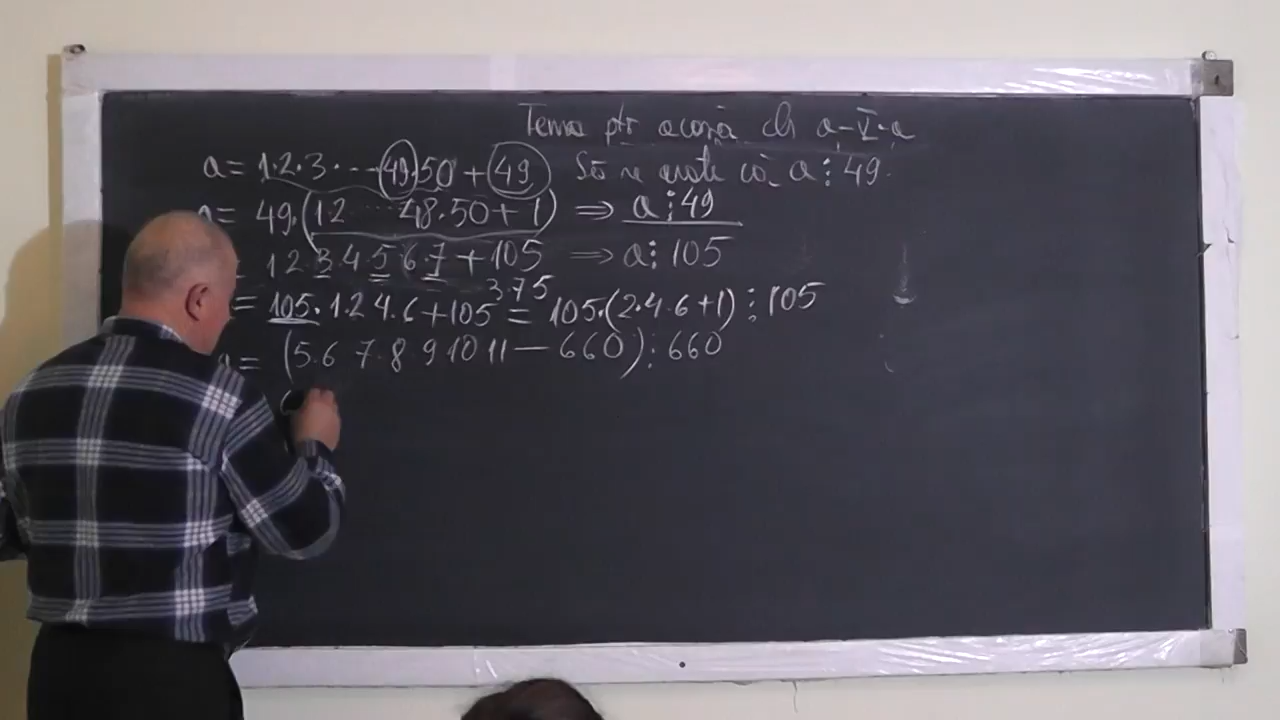 Tema ptr acasă cls a-V-a
a = 1·2·3·...·49·50 + 49 Să se arate că a ⋮ 49.
= 49·(1·2 ... 48·50 + 1) ⇒ a ⋮ 49
= 1 2 3 4 5 6 7 + 105 ⇒ a ⋮ 105
3·7·5
= 105·1·2 4·6 + 105 = 105·(2·4·6 + 1) ⋮ 105
a = (5·6 7·8 9 10 11 — 660) ⋮ 660
(